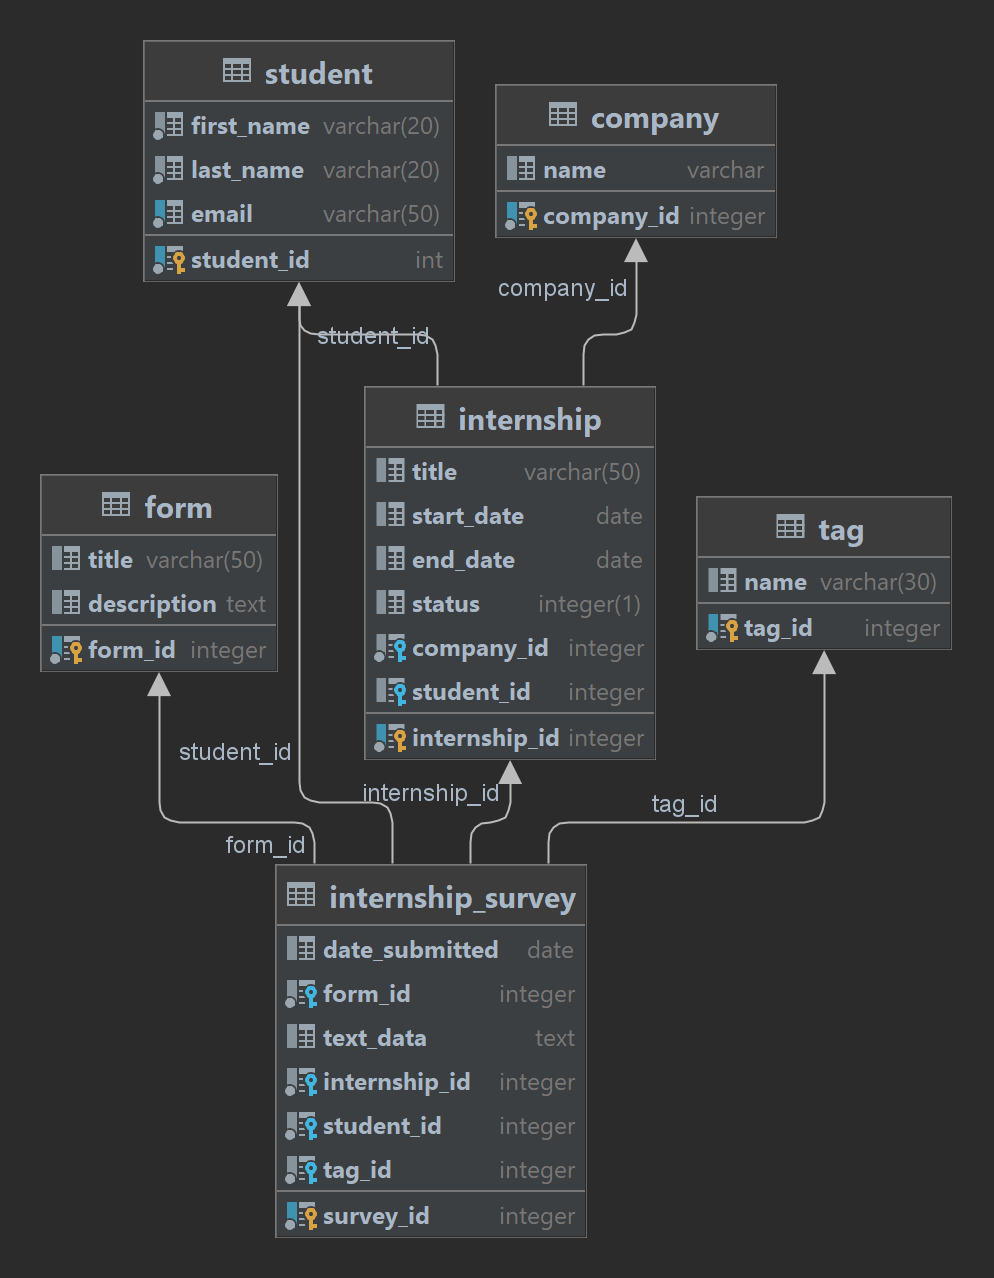 student
first_name varchar(20)
last_name varchar(20)
email varchar(50)
student_id int
company
name varchar
company_id integer
company_id
student_id
internship
title varchar(50)
start_date date
end_date date
status integer(1)
company_id integer
student_id integer
internship_id integer
form
title varchar(50)
description text
form_id integer
tag
name varchar(30)
tag_id integer
student_id
internship_id
tag_id
form_id
internship_survey
date_submitted date
form_id integer
text_data text
internship_id integer
student_id integer
tag_id integer
survey_id integer